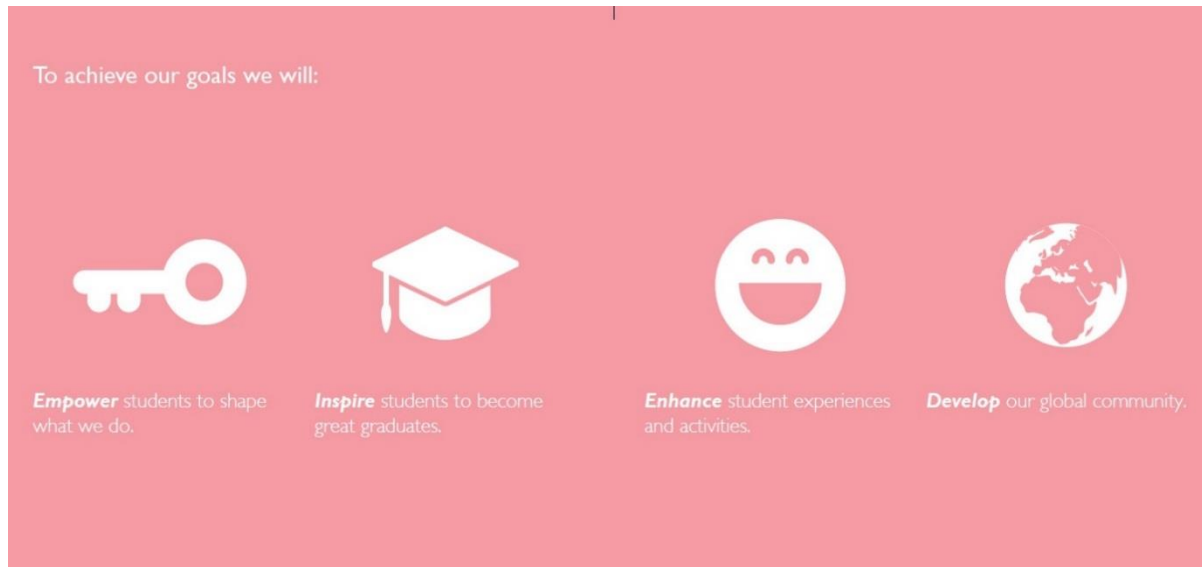 To achieve our goals we will:
Empower students to shape
what we do.
Inspire students to become
great graduates.
Enhance student experiences
and activities.
Develop our global community.